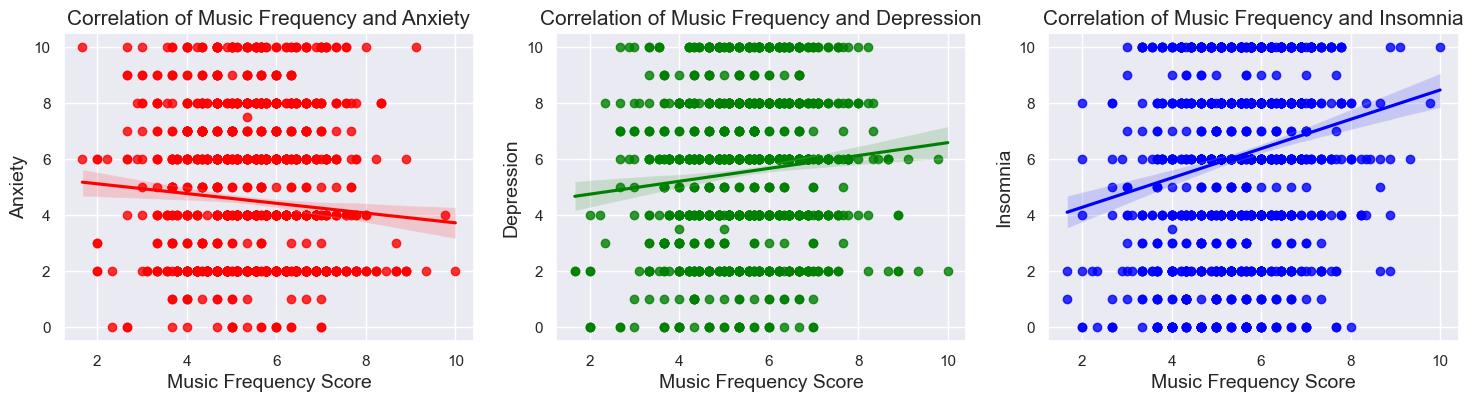 Correlation of Music Frequency and Anxiety
Anxiety
10
8
6
4
2
0
2 4 6 8 10
Music Frequency Score
Correlation of Music Frequency and Depression
Depression
10
8
6
4
2
0
2 4 6 8 10
Music Frequency Score
Correlation of Music Frequency and Insomnia
Insomnia
10
8
6
4
2
0
2 4 6 8 10
Music Frequency Score